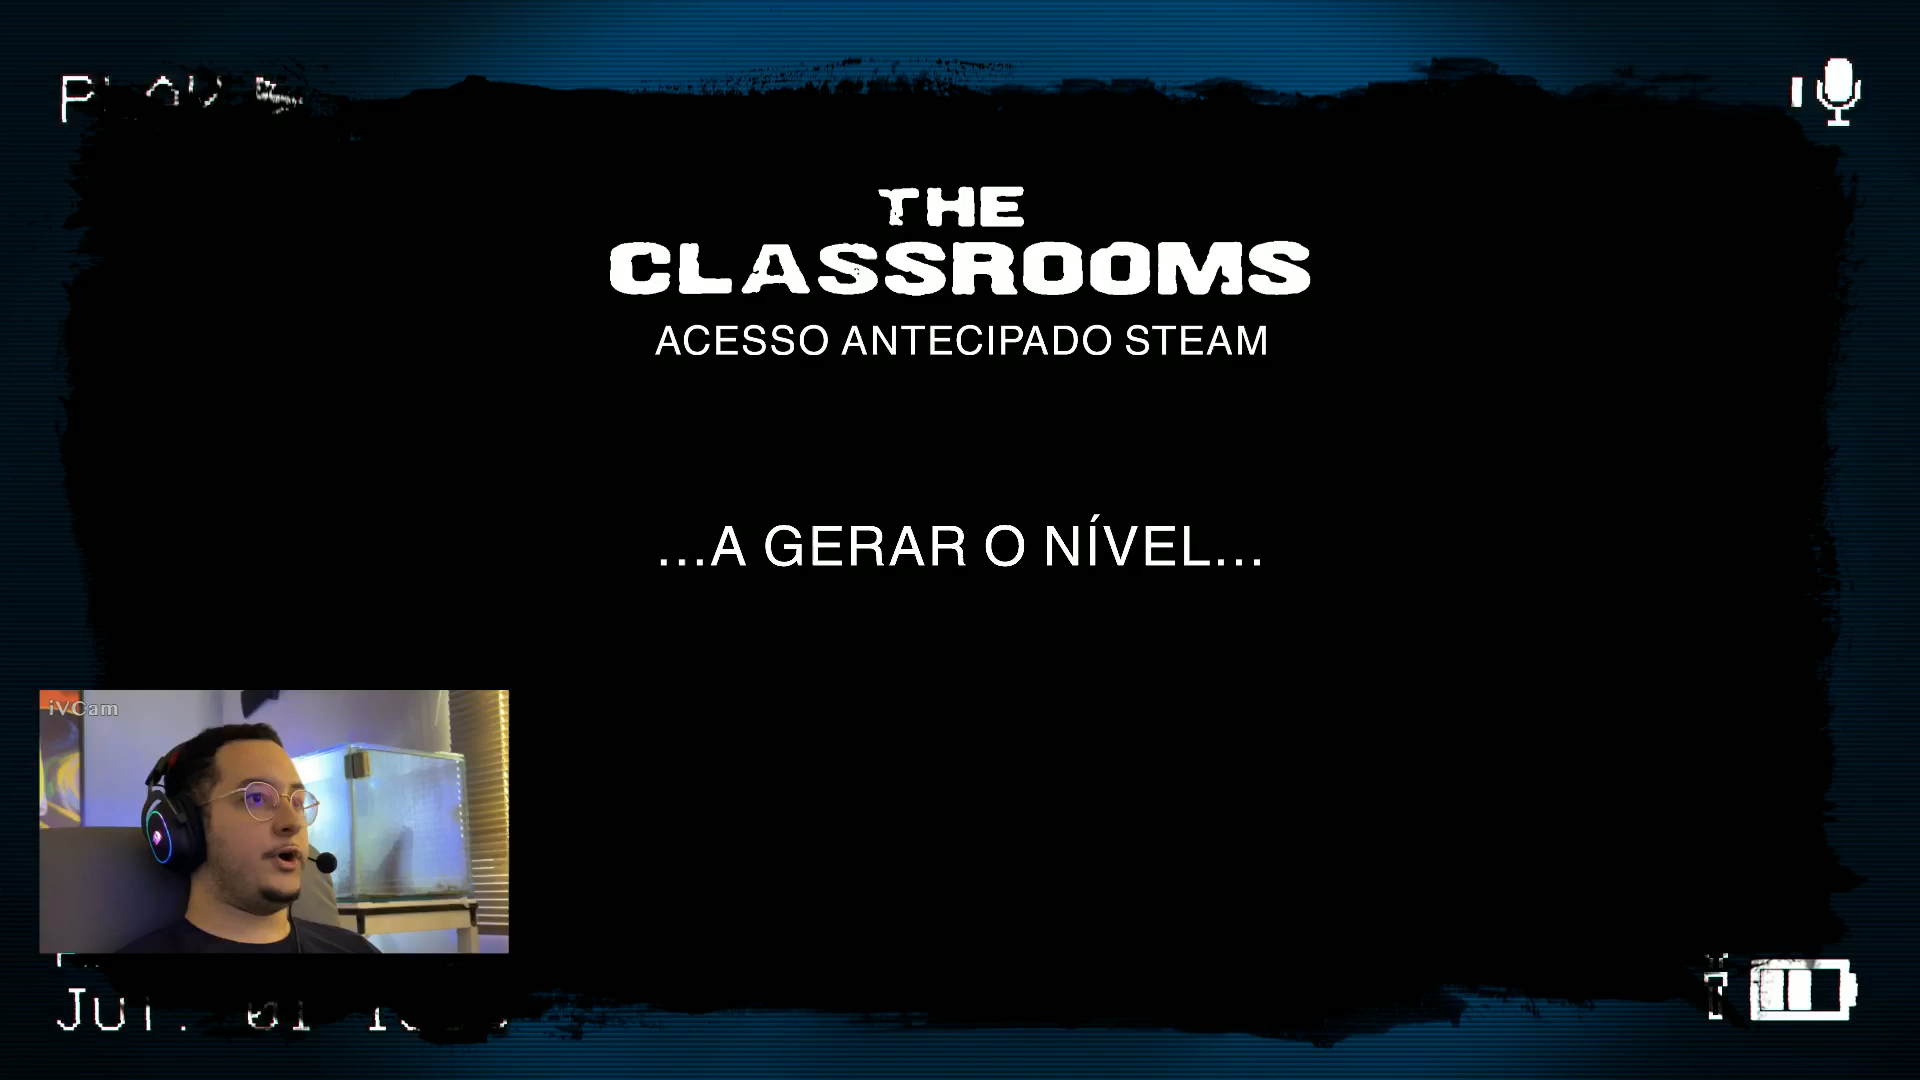 THE
CLASSROOMS
ACESSO ANTECIPADO STEAM
...A GERAR O NÍVEL...
iVCam